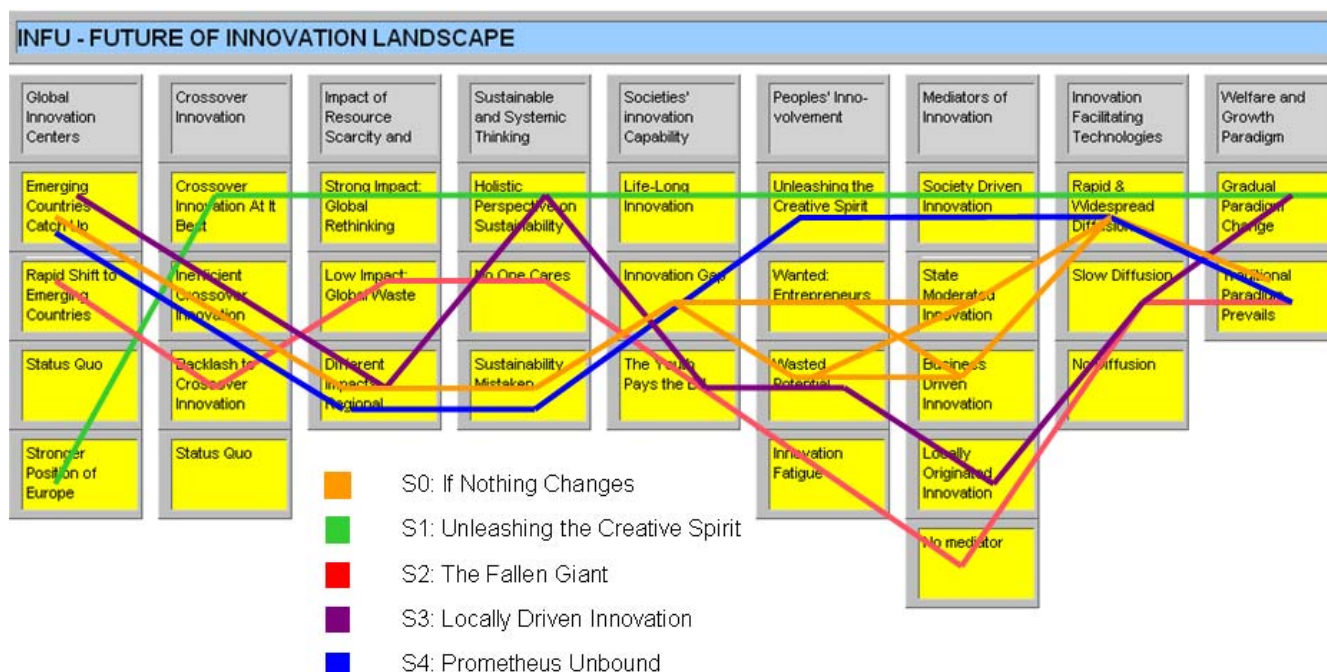 INFU - FUTURE OF INNOVATION LANDSCAPE
Global
Innovation
Centers
Crossover
Innovation
Impact of
Resource
Scarcity and
Sustainable
and Systemic
Thinking
Societies'
innovation
Capability
Peoples' Inno-
volvement
Mediators of
Innovation
Innovation
Facilitating
Technologies
Welfare and
Growth
Paradigm
Emerging
Countries
Catch Up
Crossover
Innovation At It
Best
Strong Impact:
Global
Rethinking
Holistic
Perspective on
Sustainability
Life-Long
Innovation
Unleashing the
Creative Spirit
Society Driven
Innovation
Rapid &
Widespread
Diffusion
Gradual
Paradigm
Change
Rapid Shift to
Emerging
Countries
Inefficient
Crossover
Innovation
Low Impact:
Global Waste
No One Cares
Innovation Gap
Wanted:
Entrepreneurs
State
Moderated
Innovation
Slow Diffusion
Traditional
Paradigm
Prevails
Status Quo
Backlash to
Crossover
Innovation
Different
Impact:
Regional
Sustainability
Mistaken
The Youth
Pays the Bill
Wasted
Potential
Business
Driven
Innovation
No Diffusion
Stronger
Position of
Europe
Status Quo
Innovation
Fatigue
Locally
Originated
Innovation
No mediator
S0: If Nothing Changes
S1: Unleashing the Creative Spirit
S2: The Fallen Giant
S3: Locally Driven Innovation
S4: Prometheus Unbound